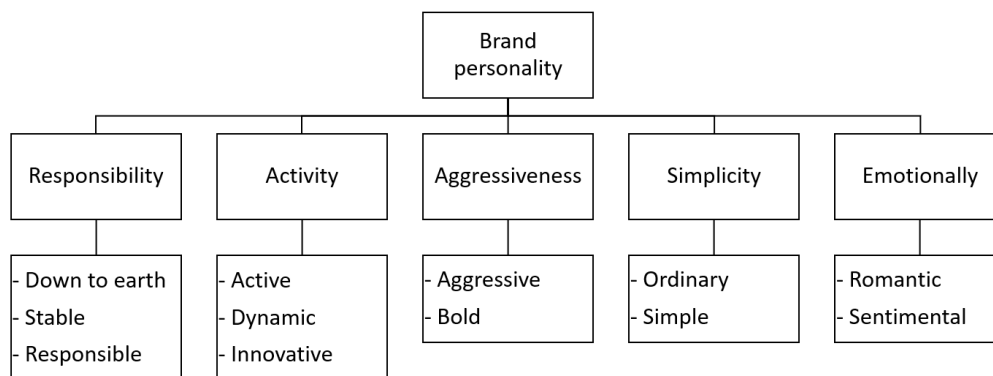 Brand
personality
Responsibility
Activity
Aggressiveness
Simplicity
Emotionally
- Down to earth
- Stable
- Responsible
- Active
- Dynamic
- Innovative
- Aggressive
- Bold
- Ordinary
- Simple
- Romantic
- Sentimental